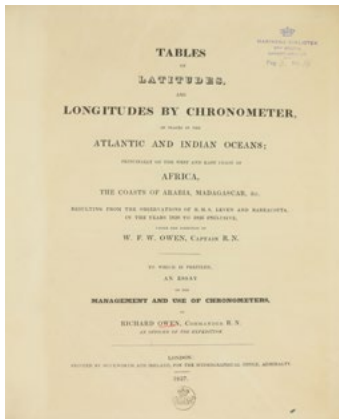 TABLES
OF
LATITUDES,
AND
LONGITUDES BY CHRONOMETER,
OF PLACES IN THE
ATLANTIC AND INDIAN OCEANS;
PRINCIPALLY ON THE WEST AND EAST COAST OF
AFRICA,
THE COASTS OF ARABIA, MADAGASCAR, &c.
RESULTING FROM THE OBSERVATIONS OF H.M.S. LEVEN AND BARRACOUTA,
IN THE YEARS 1820 TO 1826 INCLUSIVE,
UNDER THE DIRECTION OF
W. F. W. OWEN, CAPTAIN R.N.
TO WHICH IS PREFIXED,
AN ESSAY
ON THE
MANAGEMENT AND USE OF CHRONOMETERS,
BY
RICHARD OWEN, COMMANDER R.N.
AN OFFICER OF THE EXPEDITION
LONDON:
PRINTED BY DUCKWORTH AND IRELAND, FOR THE HYDROGRAPHICAL OFFICE, ADMIRALTY.
1827.